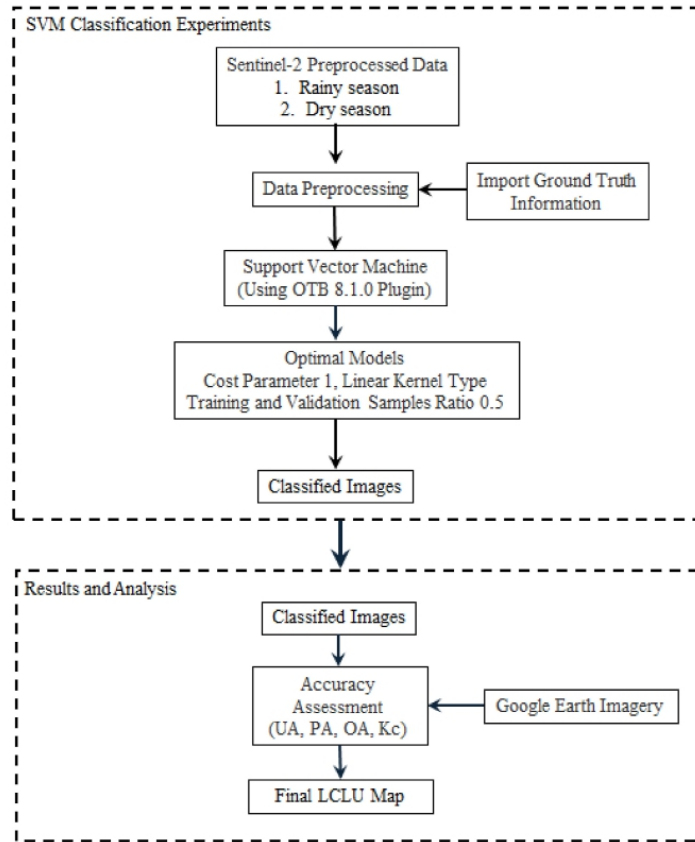 SVM Classification Experiments
Sentinel-2 Preprocessed Data
1. Rainy season
2. Dry season
Data Preprocessing
Import Ground Truth
Information
Support Vector Machine
(Using OTB 8.1.0 Plugin)
Optimal Models
Cost Parameter 1, Linear Kernel Type
Training and Validation Samples Ratio 0.5
Classified Images
Results and Analysis
Classified Images
Accuracy
Assessment
(UA, PA, OA, Kc)
Google Earth Imagery
Final LCLU Map